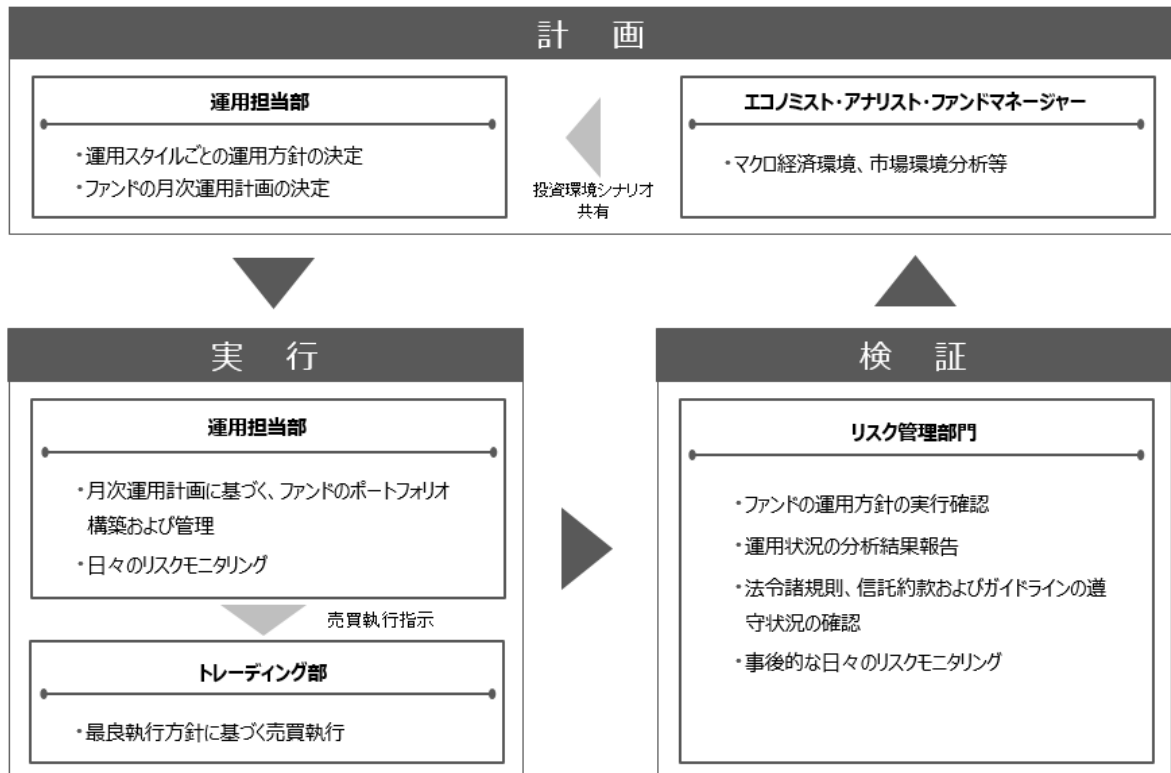 計 画
運用担当部
・運用スタイルごとの運用方針の決定
・ファンドの月次運用計画の決定
投資環境シナリオ
共有
エコノミスト・アナリスト・ファンドマネージャー
・マクロ経済環境、市場環境分析等
実 行
運用担当部
・月次運用計画に基づく、ファンドのポートフォリオ
構築および管理
・日々のリスクモニタリング
売買執行指示
トレーディング部
・最良執行方針に基づく売買執行
検 証
リスク管理部門
・ファンドの運用方針の実行確認
・運用状況の分析結果報告
・法令諸規則、信託約款およびガイドラインの遵
守状況の確認
・事後的な日々のリスクモニタリング